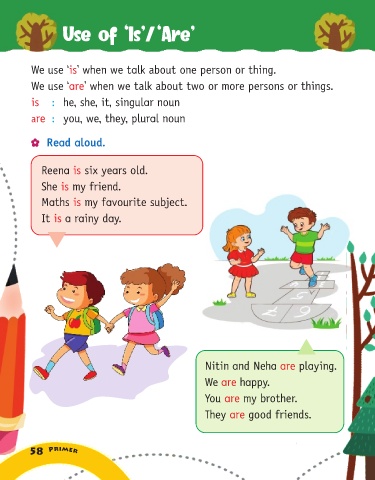 Use of 'Is'/'Are'
We use 'is' when we talk about one person or thing.
We use 'are' when we talk about two or more persons or things.
is : he, she, it, singular noun
are : you, we, they, plural noun
Read aloud.
Reena is six years old.
She is my friend.
Maths is my favourite subject.
It is a rainy day.
Nitin and Neha are playing.
We are happy.
You are my brother.
They are good friends.
58 PRIMER